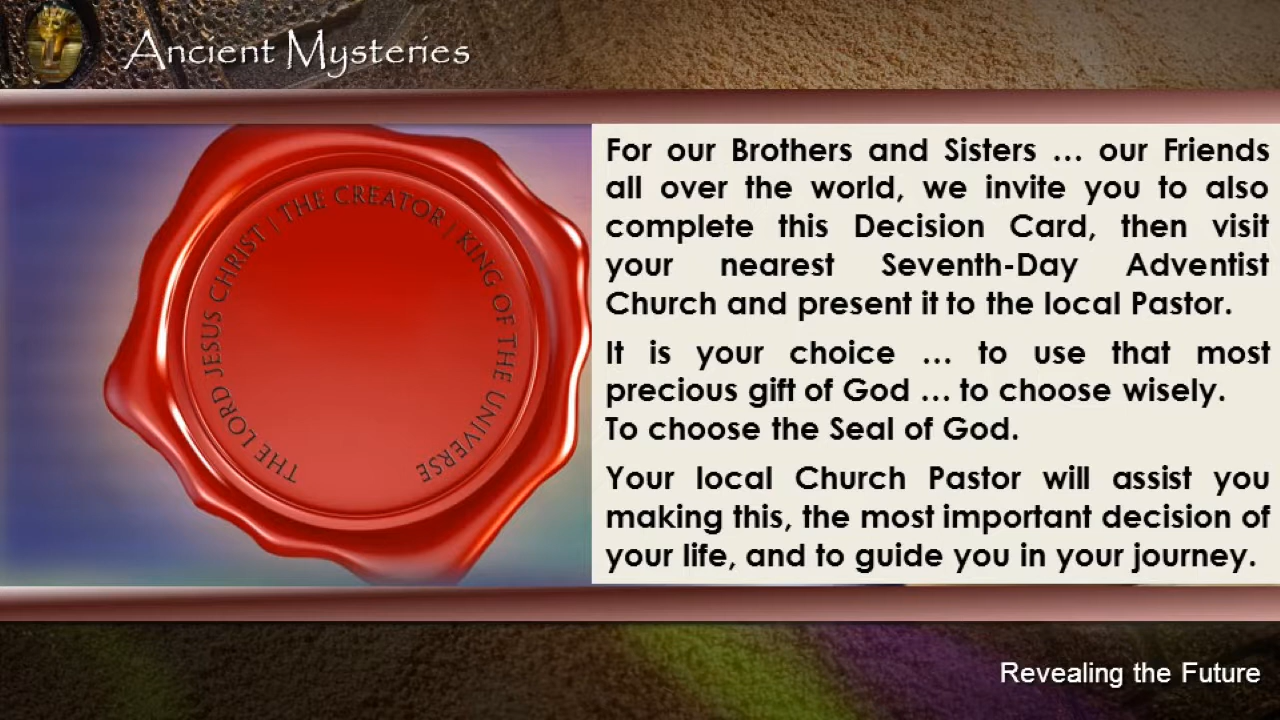 Ancient Mysteries
THE LORD JESUS CHRIST | THE CREATOR | KING OF THE UNIVERSE
For our Brothers and Sisters ... our Friends
all over the world, we invite you to also
complete this Decision Card, then visit
your nearest Seventh-Day Adventist
Church and present it to the local Pastor.
It is your choice ... to use that most
precious gift of God ... to choose wisely.
To choose the Seal of God.
Your local Church Pastor will assist you
making this, the most important decision of
your life, and to guide you in your journey.
Revealing the Future